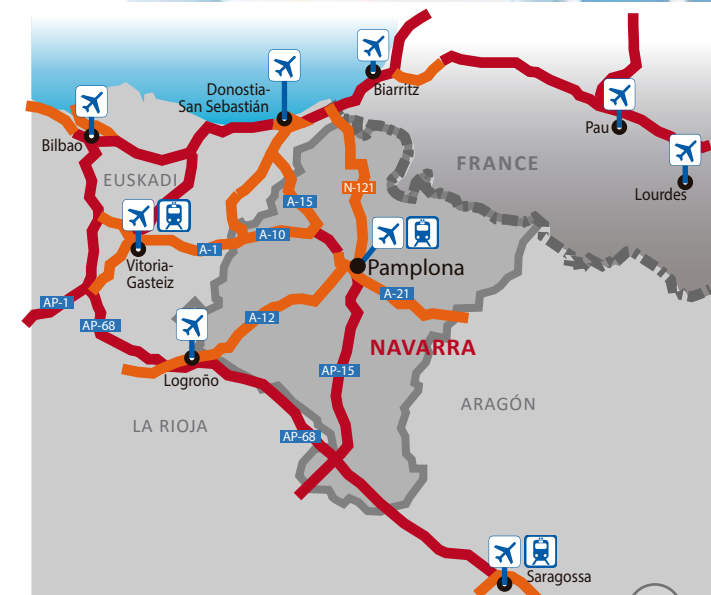 Biarritz
Donostia-
San Sebastián
Bilbao
Pau
FRANCE
EUSKADI
N-121
Lourdes
A-15
A-10
A-1
Vitoria-
Gasteiz
Pamplona
A-21
AP-1
A-12
AP-68
NAVARRA
AP-15
Logroño
ARAGÓN
LA RIOJA
AP-68
Saragossa